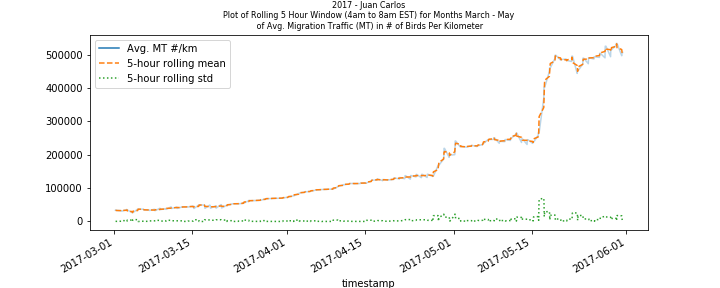 2017 - Juan Carlos
Plot of Rolling 5 Hour Window (4am to 8am EST) for Months March - May
of Avg. Migration Traffic (MT) in # of Birds Per Kilometer
Avg. MT #/km
5-hour rolling mean
5-hour rolling std
500000
400000
300000
200000
100000
0
2017-03-01
2017-03-15
2017-04-01
2017-04-15
2017-05-01
2017-05-15
2017-06-01
timestamp